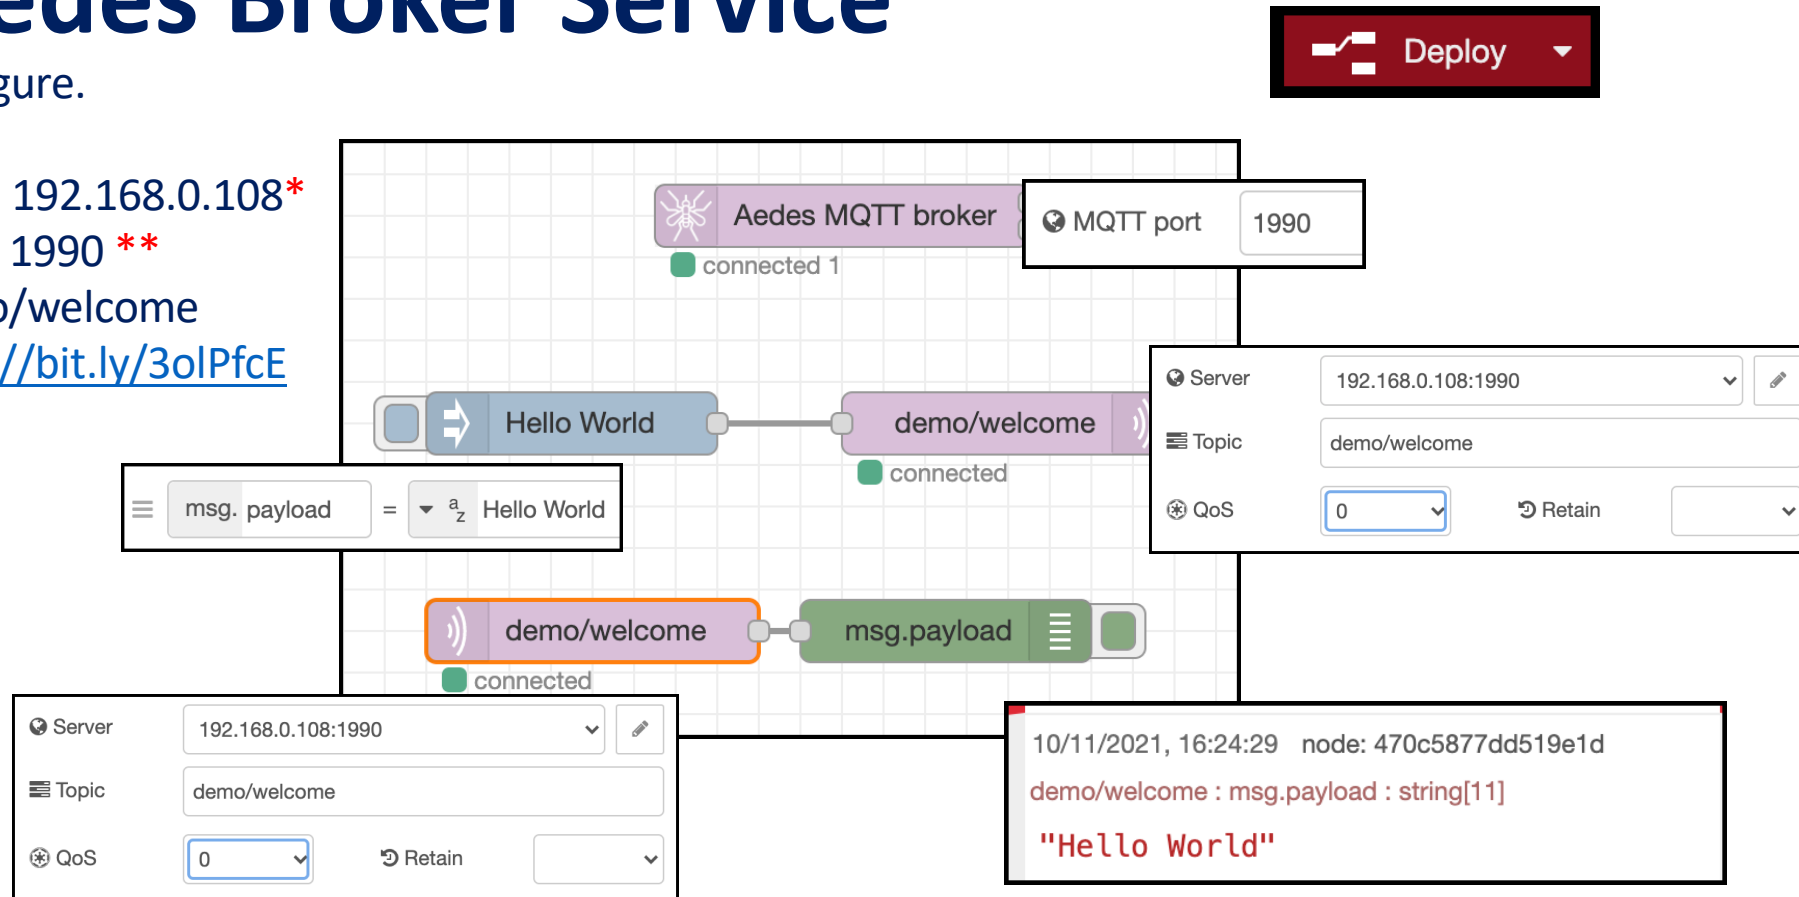 edes Broker Service
gure.
Deploy
192.168.0.108*
1990 **
o/welcome
//bit.ly/3olPfcE
Aedes MQTT broker
connected 1
MQTT port 1990
Hello World
demo/welcome
connected
Server 192.168.0.108:1990
Topic demo/welcome
QoS 0 Retain
msg. payload = a z Hello World
demo/welcome
connected
msg.payload
Server 192.168.0.108:1990
Topic demo/welcome
QoS 0 Retain
10/11/2021, 16:24:29 node: 470c5877dd519e1d
demo/welcome : msg.payload : string[11]
"Hello World"